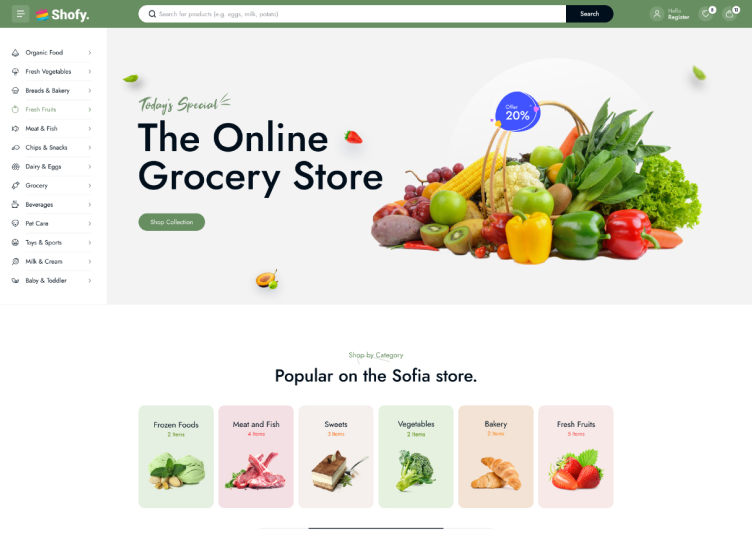 Shofy.
Search for products (e.g. eggs, milk, potato)
Search
Hello
Register
Organic Food
Fresh Vegetables
Breads & Bakery
Fresh Fruits
Meat & Fish
Chips & Snacks
Dairy & Eggs
Grocery
Beverages
Pet Care
Toys & Sports
Milk & Cream
Baby & Toddler
Today's Special
The Online
Grocery Store
Shop Collection
Offer
20%
Shop by Category
Popular on the Sofia store.
Frozen Foods
2 Items
Meat and Fish
4 Items
Sweets
3 Items
Vegetables
2 Items
Bakery
2 Items
Fresh Fruits
5 Items